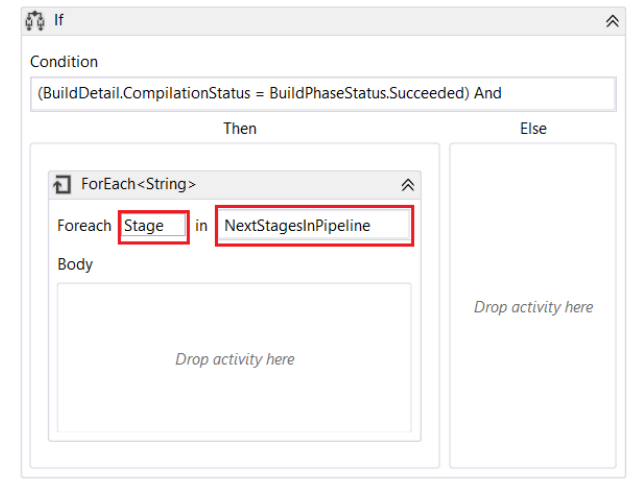 If
Condition
(BuildDetail.CompilationStatus = BuildPhaseStatus.Succeeded) And
Then
Else
ForEach<String>
Foreach Stage in NextStagesInPipeline
Body
Drop activity here
Drop activity here